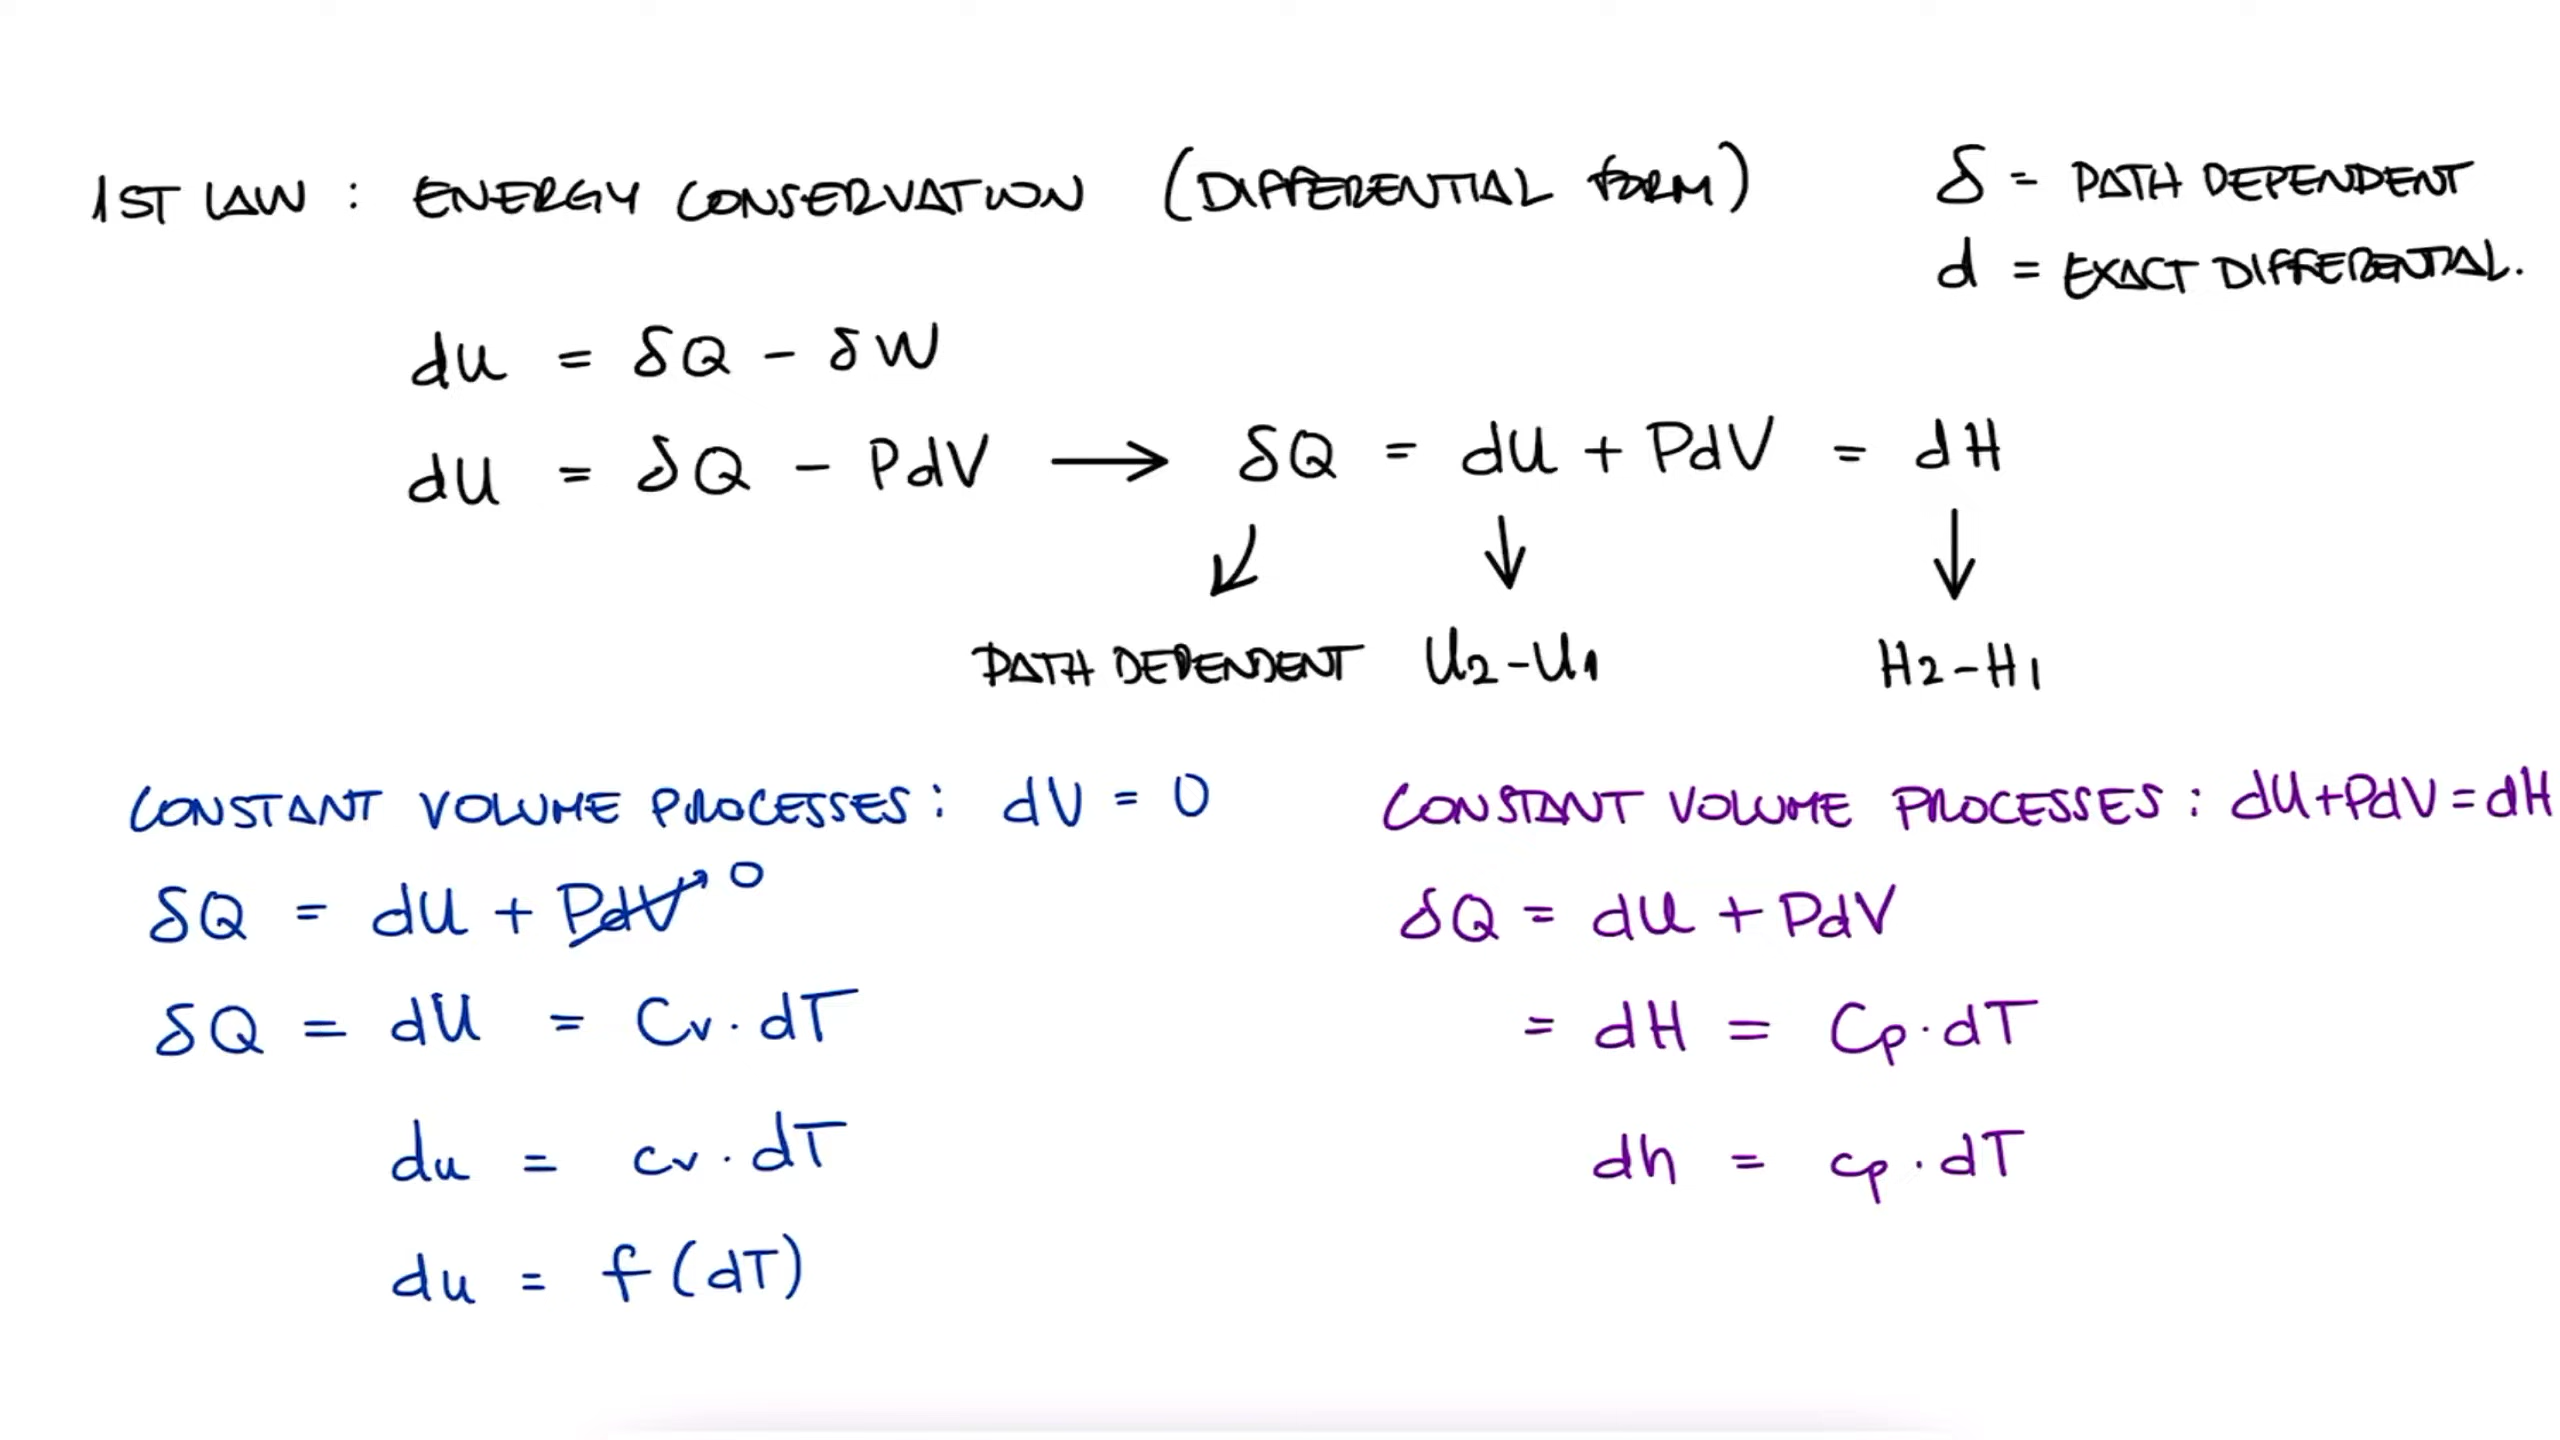 1ST LAW : ENERGY CONSERVATION (DIFFERENTIAL FORM)
δ = PATH DEPENDENT
d = EXACT DIFFERENTIAL.
du = δQ - δW
dU = δQ - PdV → δQ = dU + PdV = dH
PATH DEPENDENT U2-U1 H2-H1
CONSTANT VOLUME PROCESSES : dV = 0
δQ = dU + PdV 0
δQ = dU = Cv · dT
du = cv · dT
du = f (dT)
CONSTANT VOLUME PROCESSES : dU+PdV = dH
δQ = dU + PdV
= dH = Cp · dT
dh = cp · dT